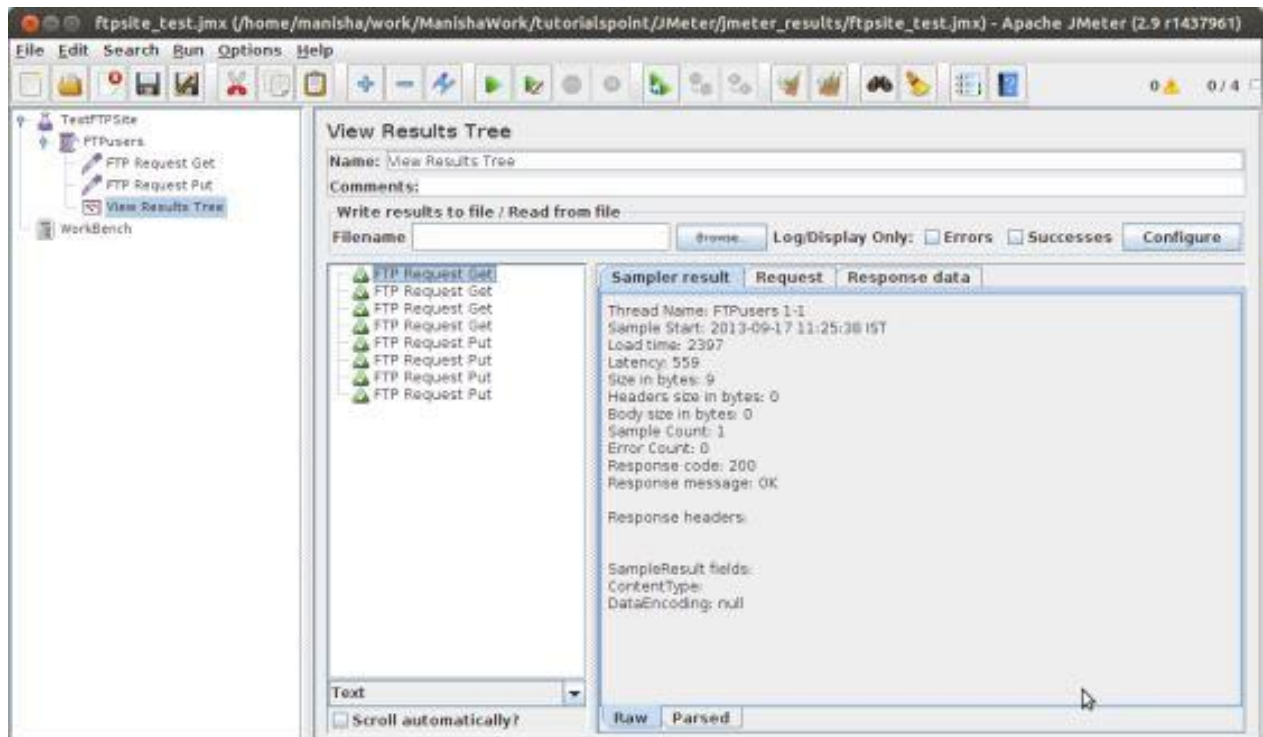 ftpsite_test.jmx (/home/manisha/work/ManishaWork/tutorialspoint/JMeter/jmeter_results/ftpsite_test.jmx) - Apache JMeter (2.9 r1437961)
File Edit Search Run Options Help
0 0 / 4
TestFTPSite
FTPusers
FTP Request Get
FTP Request Put
View Results Tree
WorkBench
View Results Tree
Name: View Results Tree
Comments:
Write results to file / Read from file
Filename Browse... Log/Display Only: Errors Successes Configure
FTP Request Get
FTP Request Get
FTP Request Get
FTP Request Get
FTP Request Put
FTP Request Put
FTP Request Put
FTP Request Put
Text
Scroll automatically?
Sampler result Request Response data
Thread Name: FTPusers 1-1
Sample Start: 2013-09-17 11:25:38 IST
Load time: 2397
Latency: 559
Size in bytes: 9
Headers size in bytes: 0
Body size in bytes: 0
Sample Count: 1
Error Count: 0
Response code: 200
Response message: OK
Response headers:
SampleResult fields:
ContentType:
DataEncoding: null
Raw Parsed